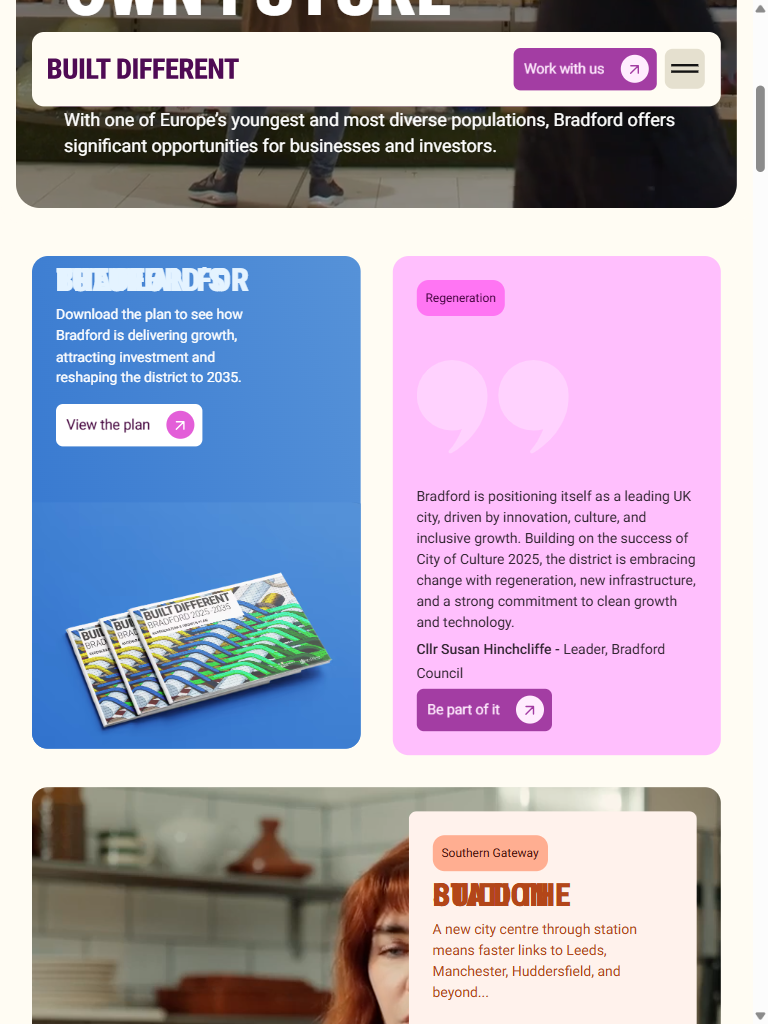 OWN FUTURE
BUILT DIFFERENT
Work with us
With one of Europe’s youngest and most diverse populations, Bradford offers
significant opportunities for businesses and investors.
Download the plan to see how
Bradford is delivering growth,
attracting investment and
reshaping the district to 2035.
View the plan
BUILT DIFFERENT
BRADFORD 2025-2035
Regeneration
Bradford is positioning itself as a leading UK
city, driven by innovation, culture, and
inclusive growth. Building on the success of
City of Culture 2025, the district is embracing
change with regeneration, new infrastructure,
and a strong commitment to clean growth
and technology.
Cllr Susan Hinchcliffe - Leader, Bradford
Council
Be part of it
Southern Gateway
A new city centre through station
means faster links to Leeds,
Manchester, Huddersfield, and
beyond...